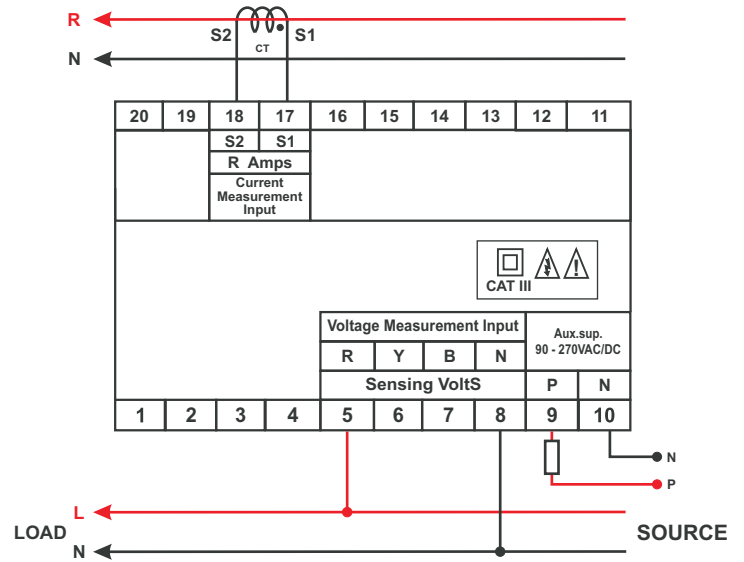 R
S2 S1
CT
N
20 19 18 17 16 15 14 13 12 11
S2 S1
R Amps
Current
Measurement
Input
CAT III
Voltage Measurement Input
Aux.sup.
90 - 270VAC/DC
R Y B N
Sensing VoltS P N
1 2 3 4 5 6 7 8 9 10
N
P
L
LOAD SOURCE
N